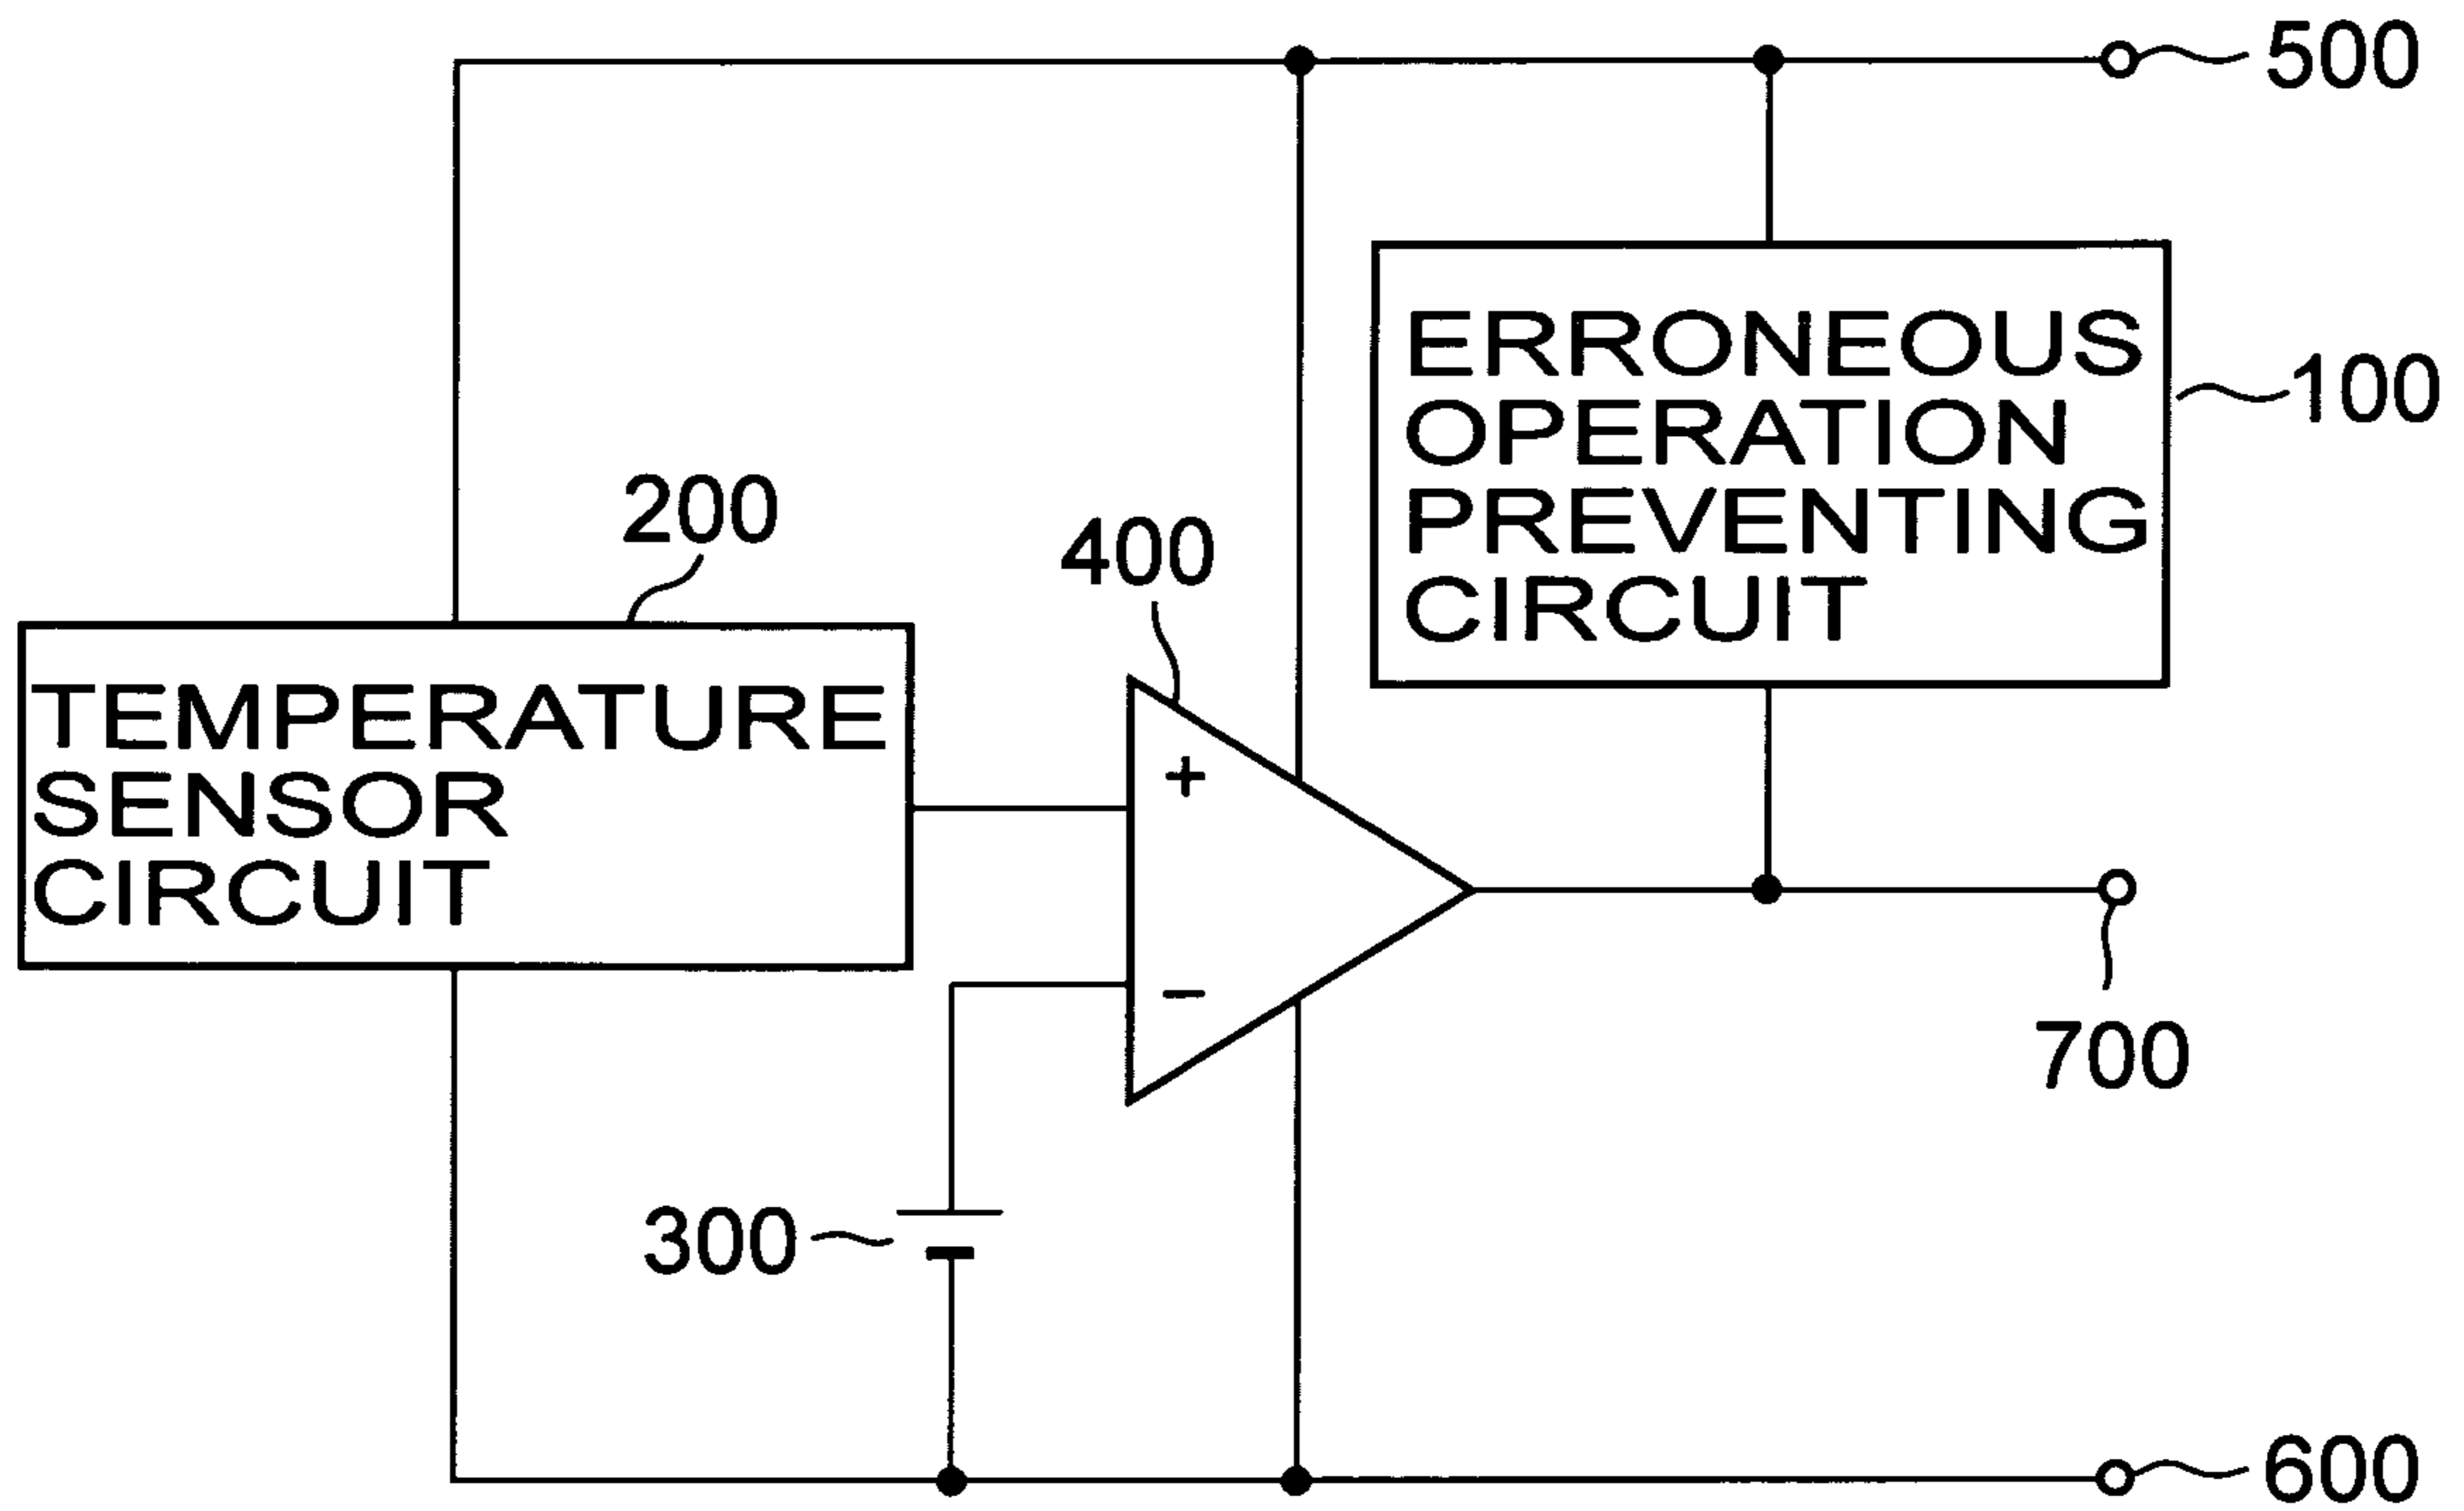 500
ERRONEOUS
OPERATION
PREVENTING
CIRCUIT
100
200
400
TEMPERATURE
SENSOR
CIRCUIT
+
−
700
300
600